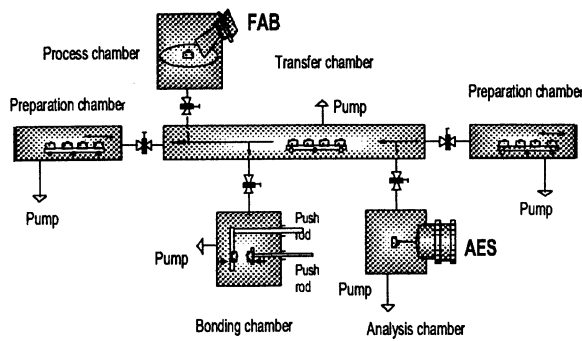 FAB
Process chamber
Transfer chamber
Preparation chamber
Pump
Preparation chamber
Pump
Pump
Push
rod
Pump
Push
rod
AES
Pump
Bonding chamber
Analysis chamber